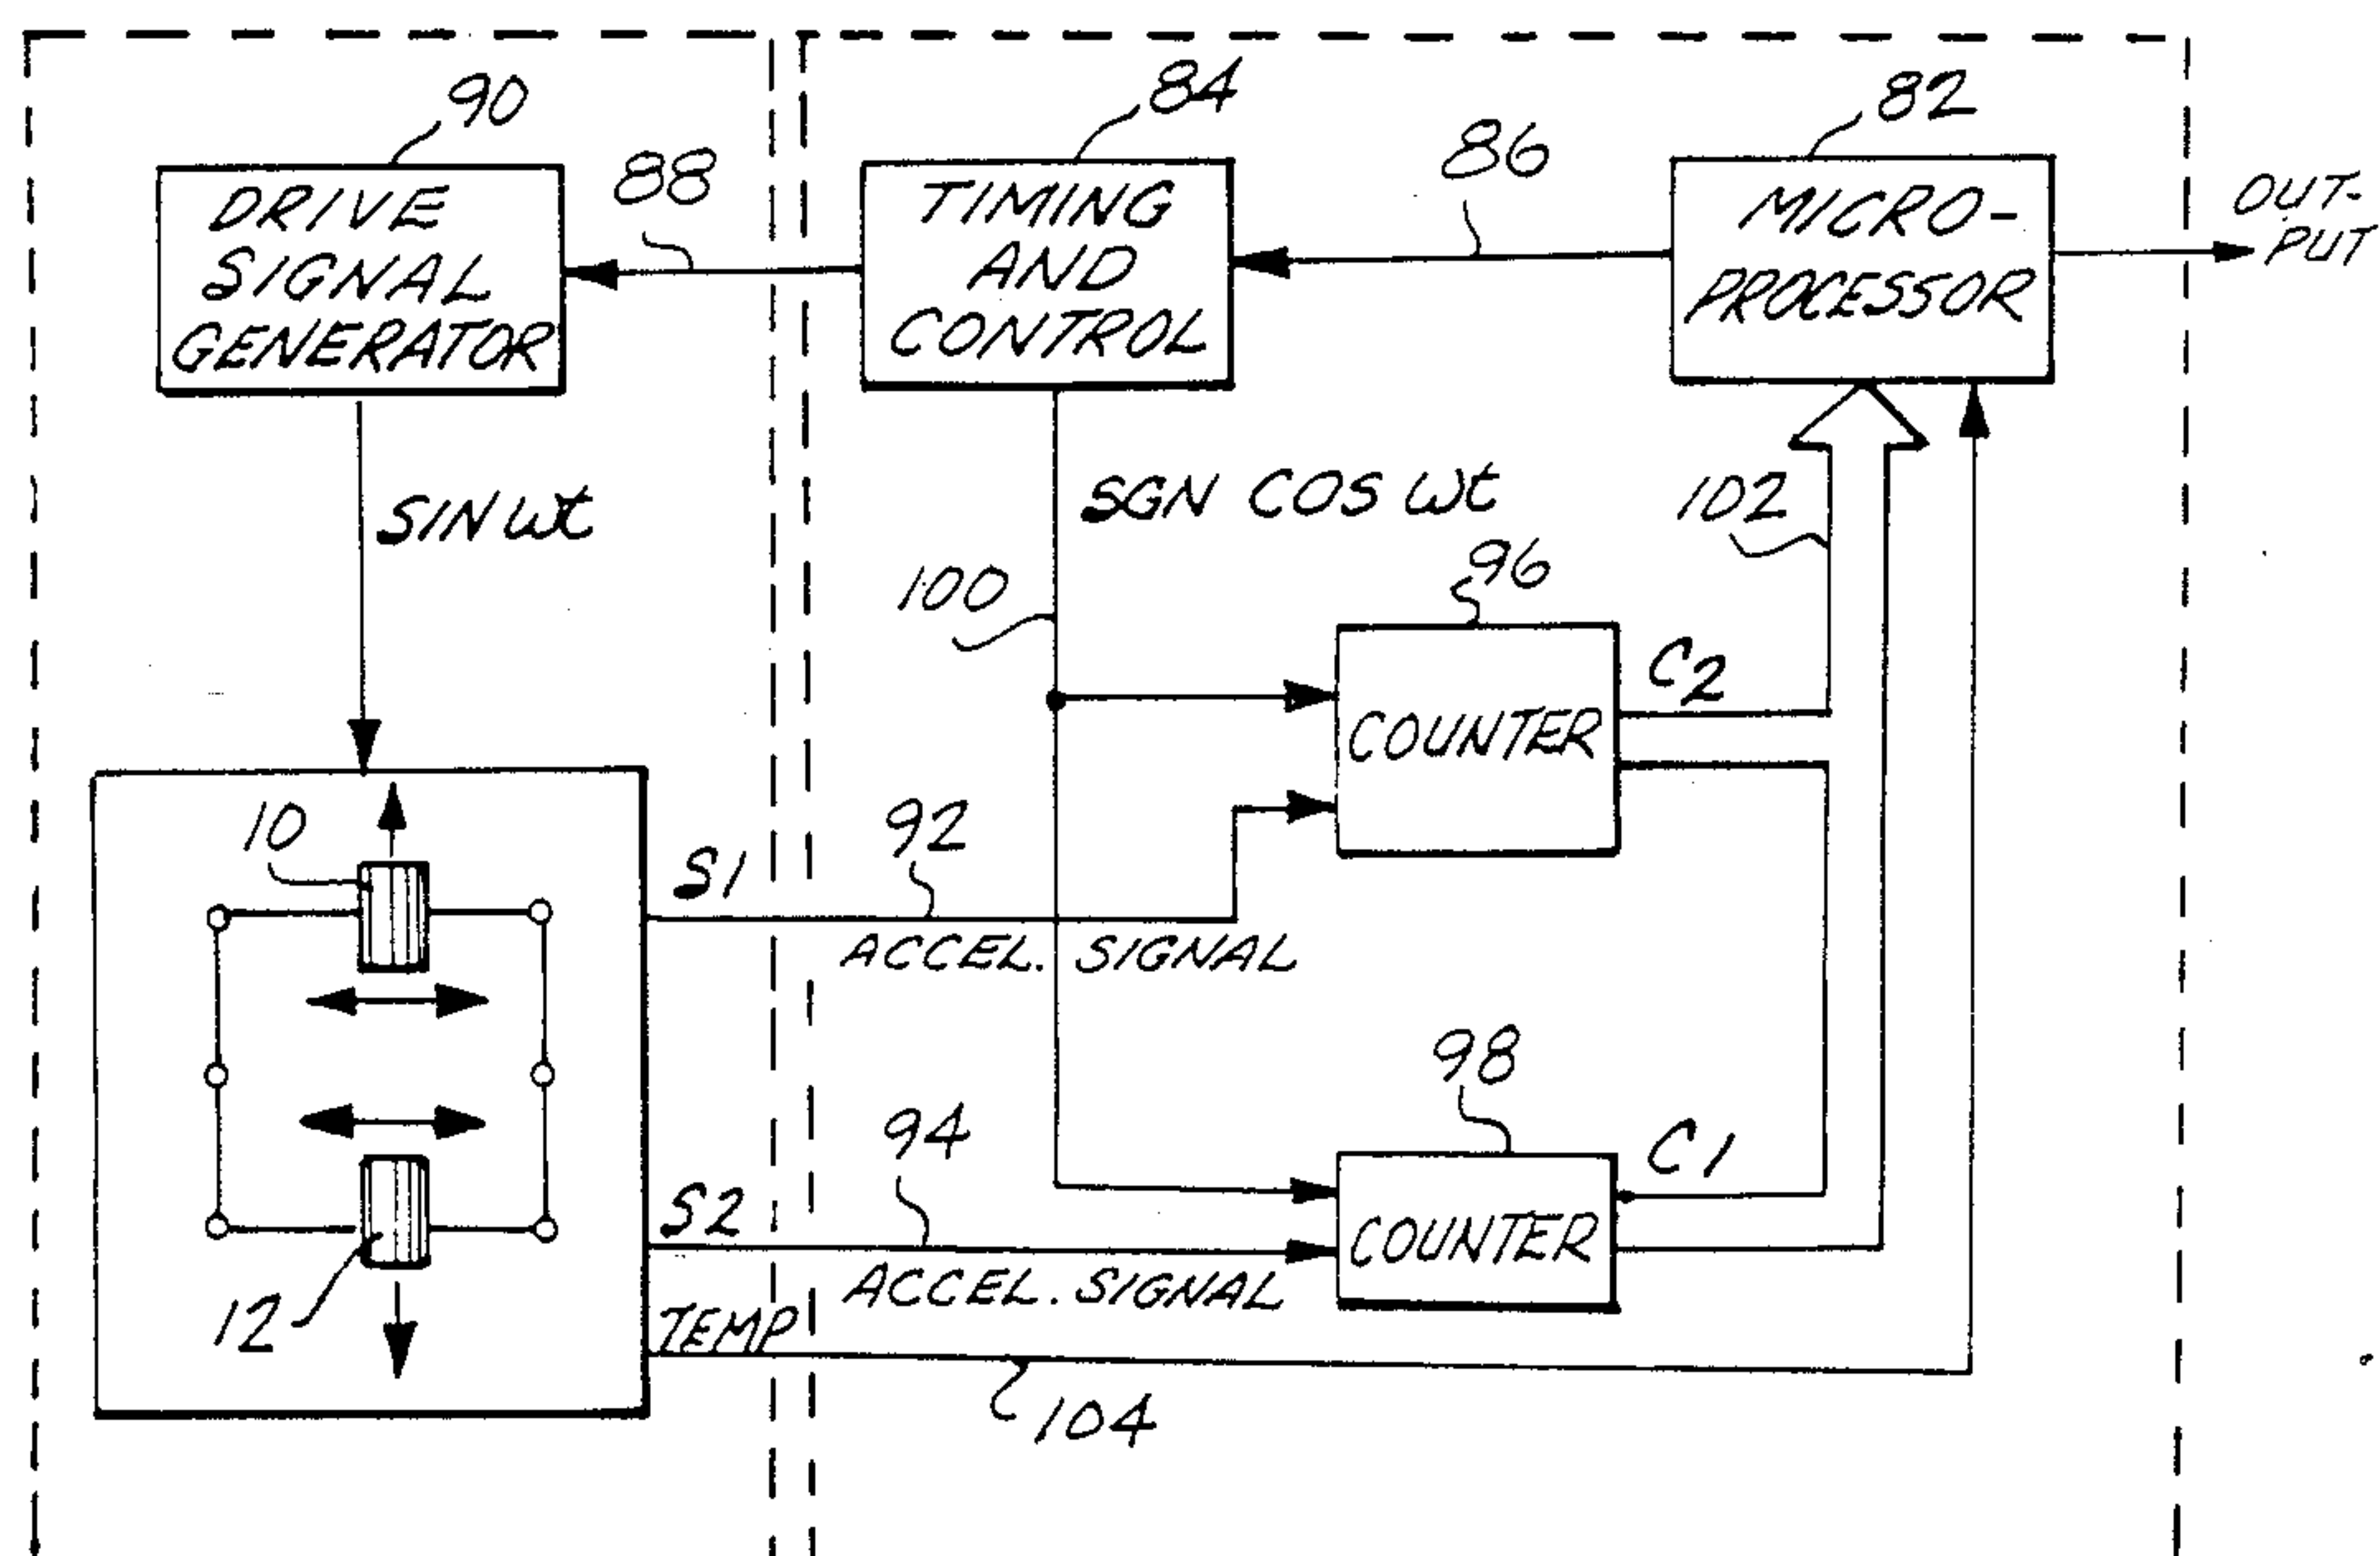 90
84
82
88
86
DRIVE
SIGNAL
GENERATOR
TIMING
AND
CONTROL
MICRO-
PROCESSOR
OUT-
PUT
SIN ωt
SGN COS ωt
102
100
96
C2
COUNTER
10
S1
92
ACCEL. SIGNAL
98
C1
94
S2
COUNTER
12
ACCEL. SIGNAL
TEMP
104